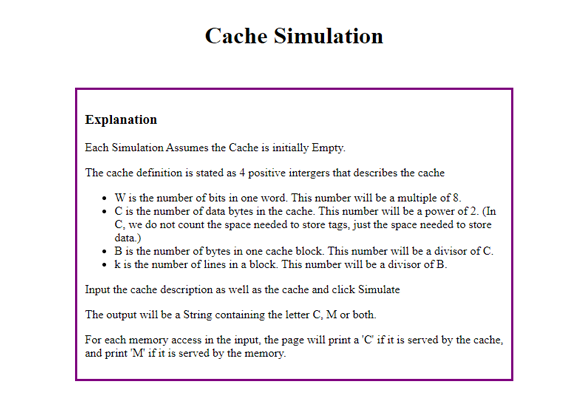 Cache Simulation
Explanation
Each Simulation Assumes the Cache is initially Empty.
The cache definition is stated as 4 positive intergers that describes the cache
• W is the number of bits in one word. This number will be a multiple of 8.
• C is the number of data bytes in the cache. This number will be a power of 2. (In
C, we do not count the space needed to store tags, just the space needed to store
data.)
• B is the number of bytes in one cache block. This number will be a divisor of C.
• k is the number of lines in a block. This number will be a divisor of B.
Input the cache description as well as the cache and click Simulate
The output will be a String containing the letter C, M or both.
For each memory access in the input, the page will print a 'C' if it is served by the cache,
and print 'M' if it is served by the memory.